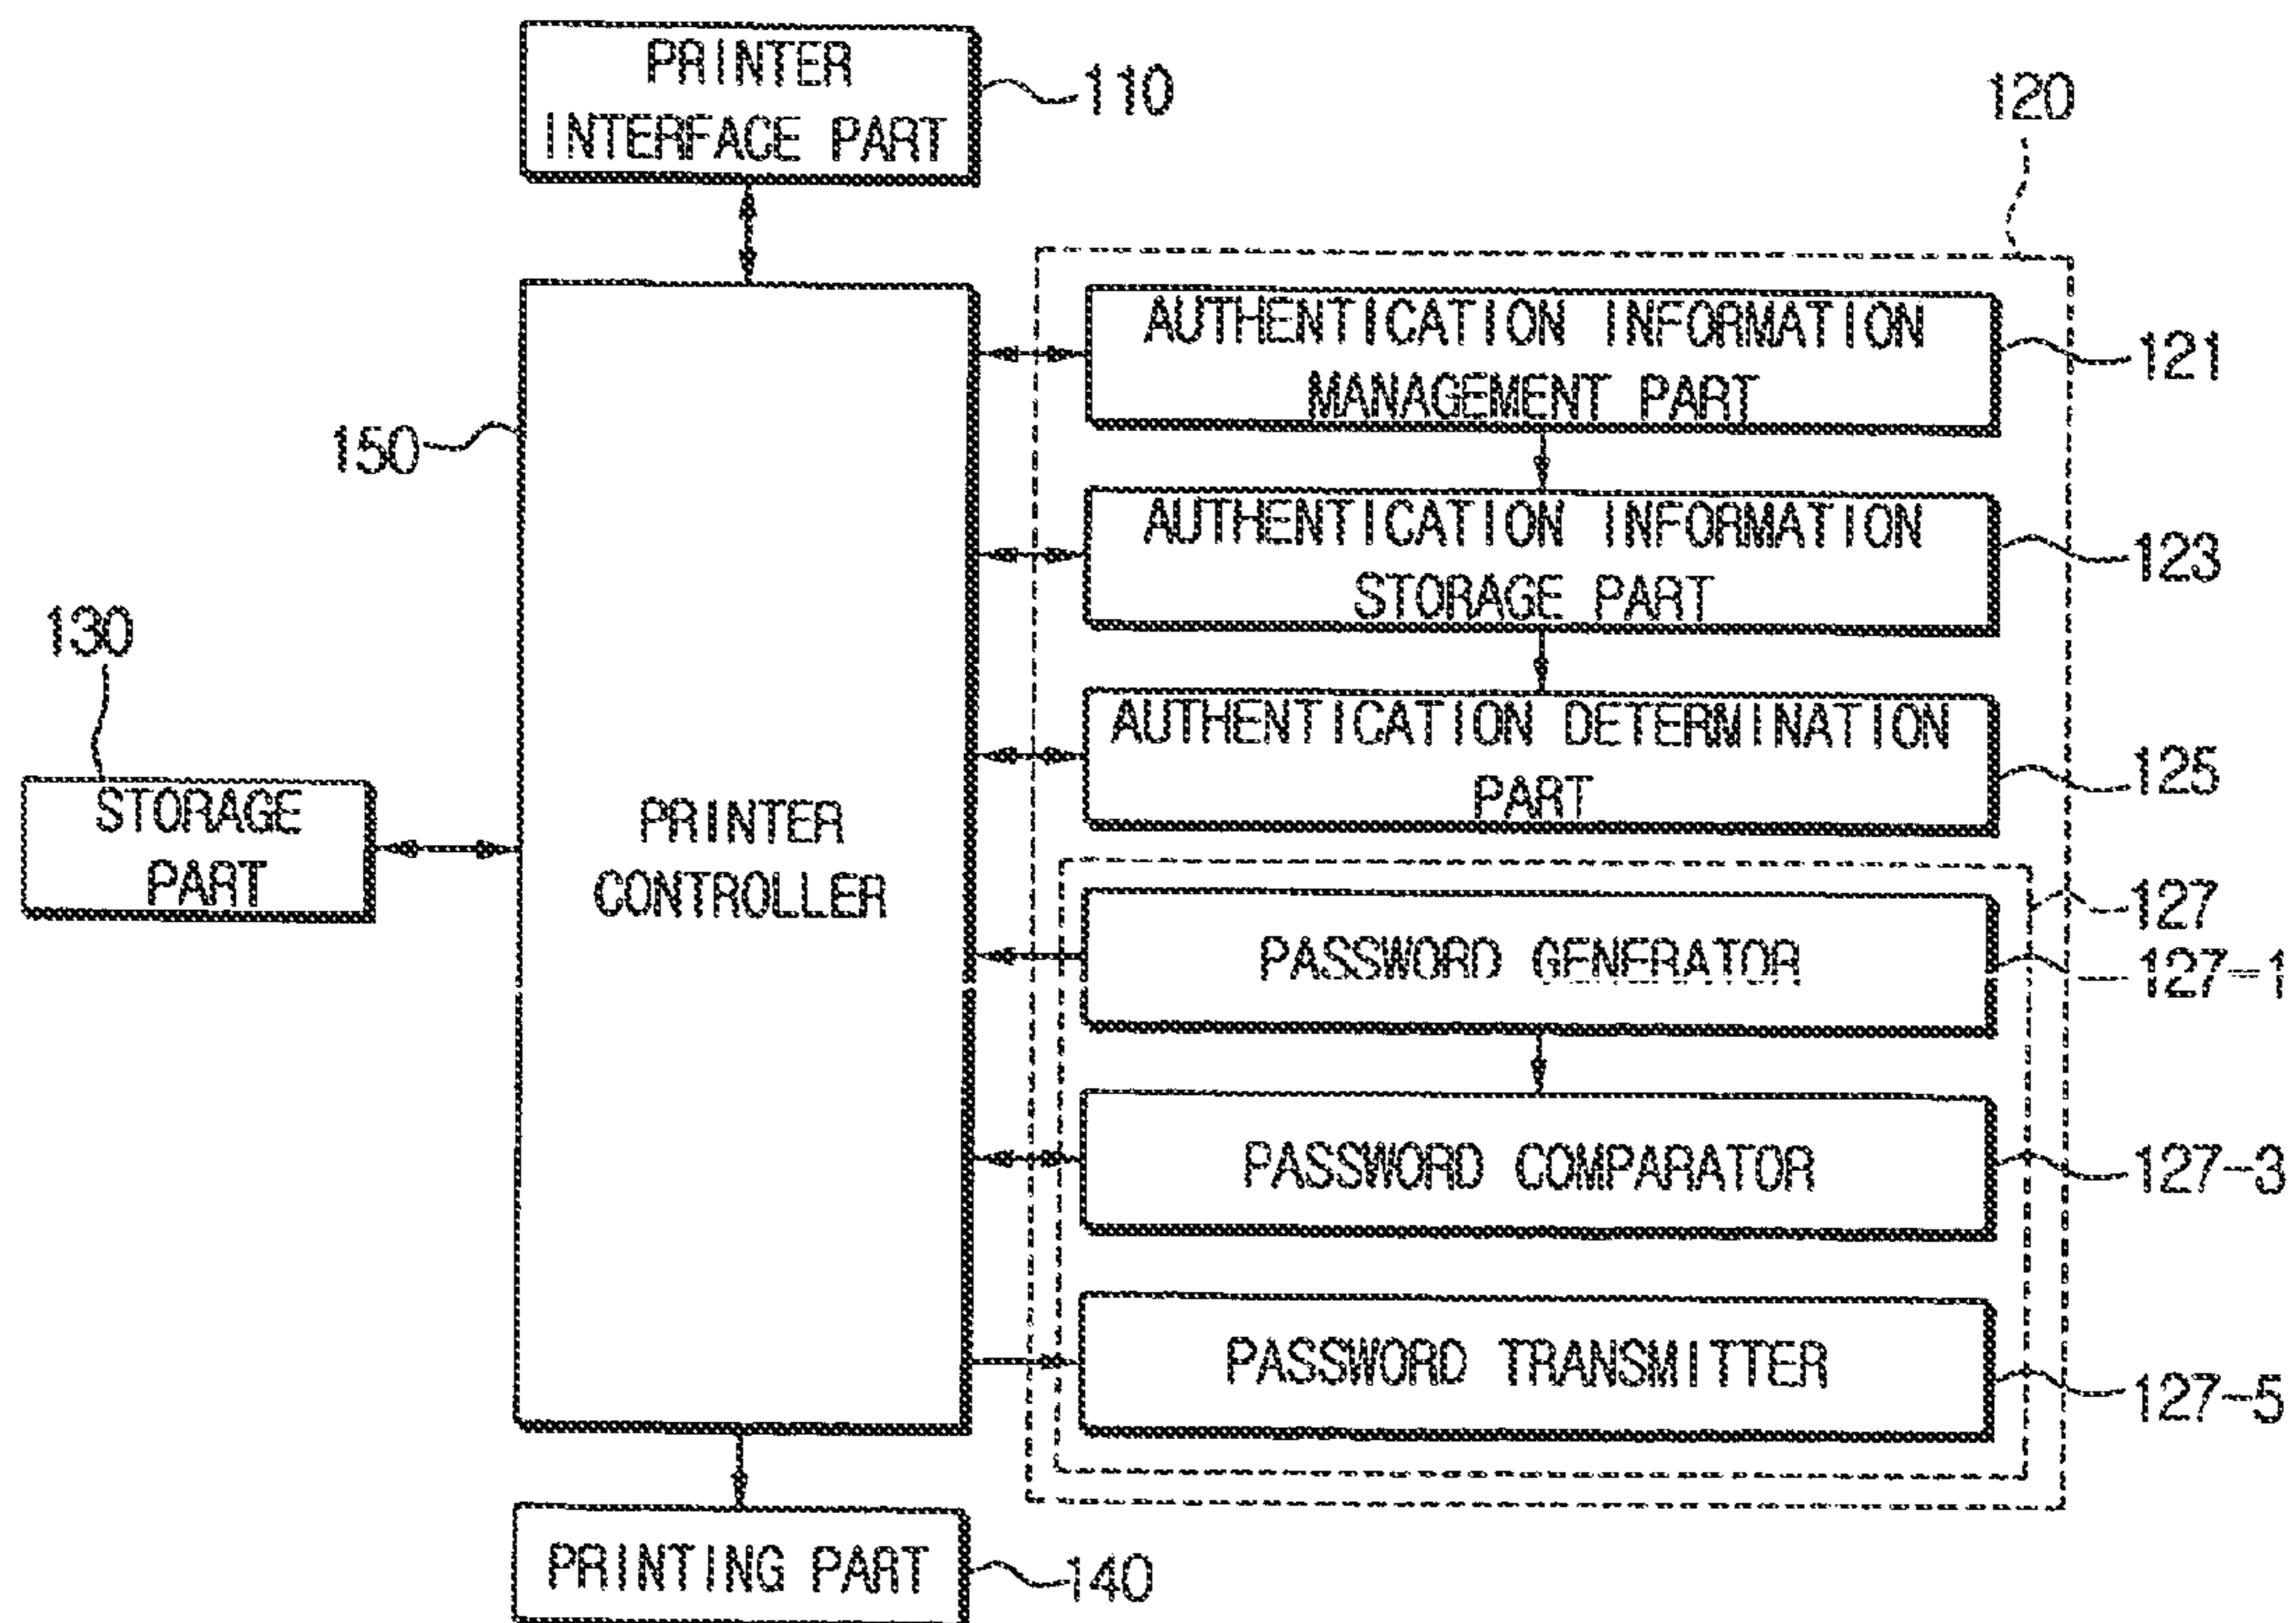 PRINTER
INTERFACE PART
110
120
AUTHENTICATION INFORMATION
MANAGEMENT PART
121
150
AUTHENTICATION INFORMATION
STORAGE PART
123
130
STORAGE
PART
PRINTER
CONTROLLER
AUTHENTICATION DETERMINATION
PART
125
127
PASSWORD GENERATOR
127-1
PASSWORD COMPARATOR
127-3
PASSWORD TRANSMITTER
127-5
PRINTING PART
140